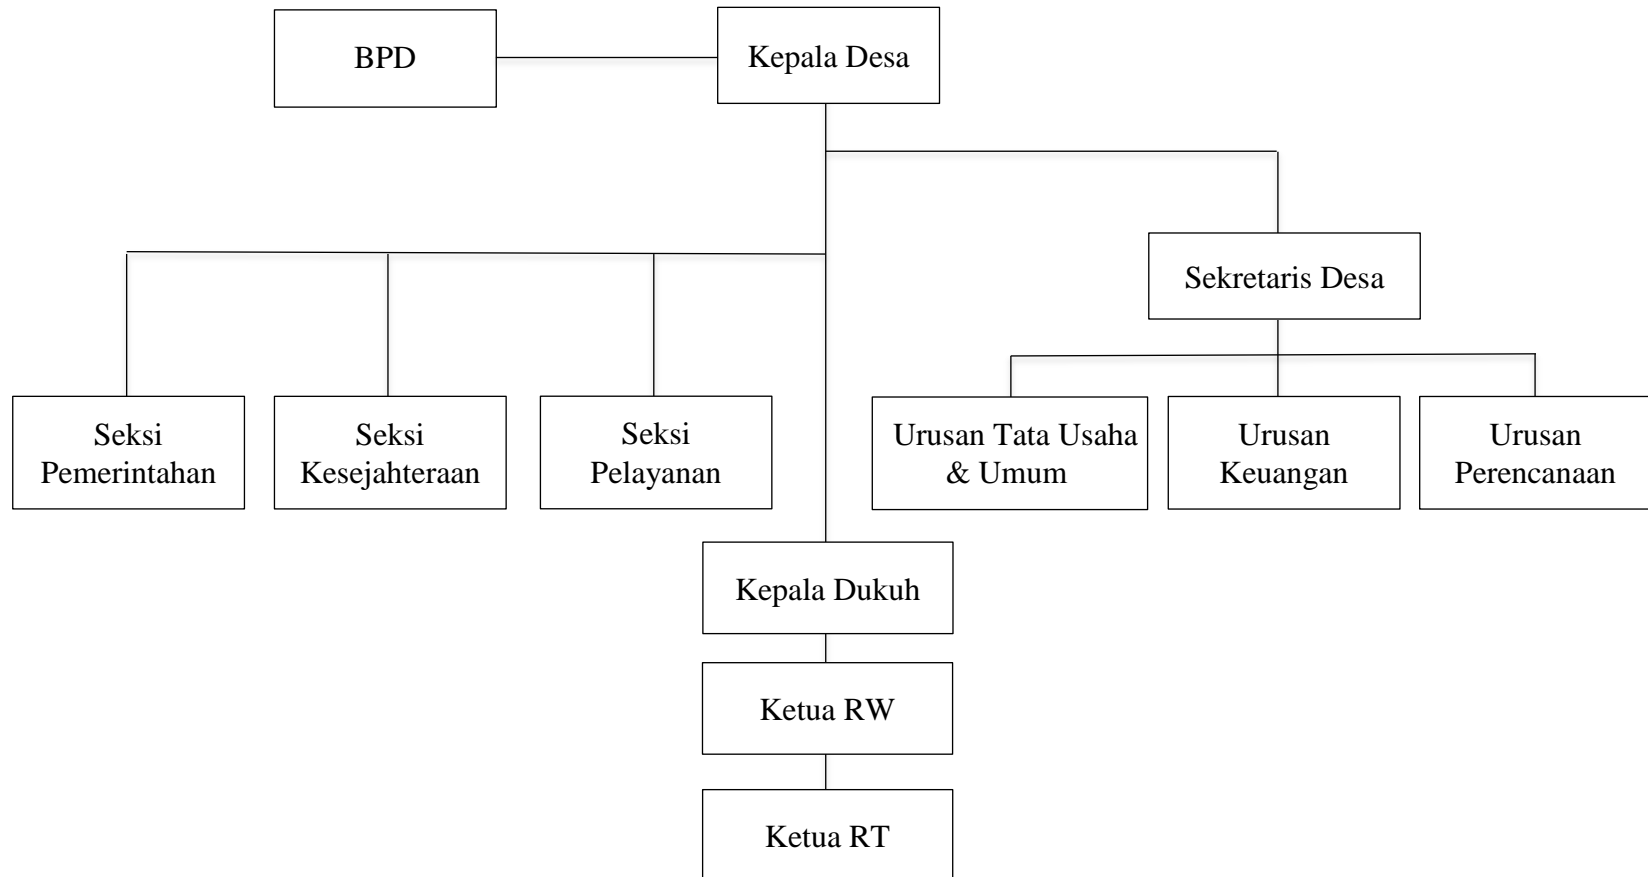 BPD
Kepala Desa
Sekretaris Desa
Seksi
Pemerintahan
Seksi
Kesejahteraan
Seksi
Pelayanan
Urusan Tata Usaha
& Umum
Urusan
Keuangan
Urusan
Perencanaan
Kepala Dukuh
Ketua RW
Ketua RT